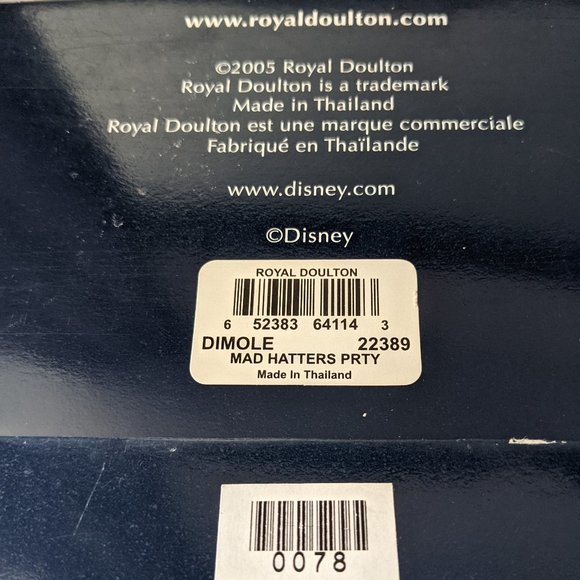 www.royaldoulton.com
©2005 Royal Doulton
Royal Doulton is a trademark
Made in Thailand
Royal Doulton est une marque commerciale
Fabriqué en Thaïlande
www.disney.com
©Disney
ROYAL DOULTON
6 52383 64114 3
DIMOLE 22389
MAD HATTERS PRTY
Made In Thailand
0078